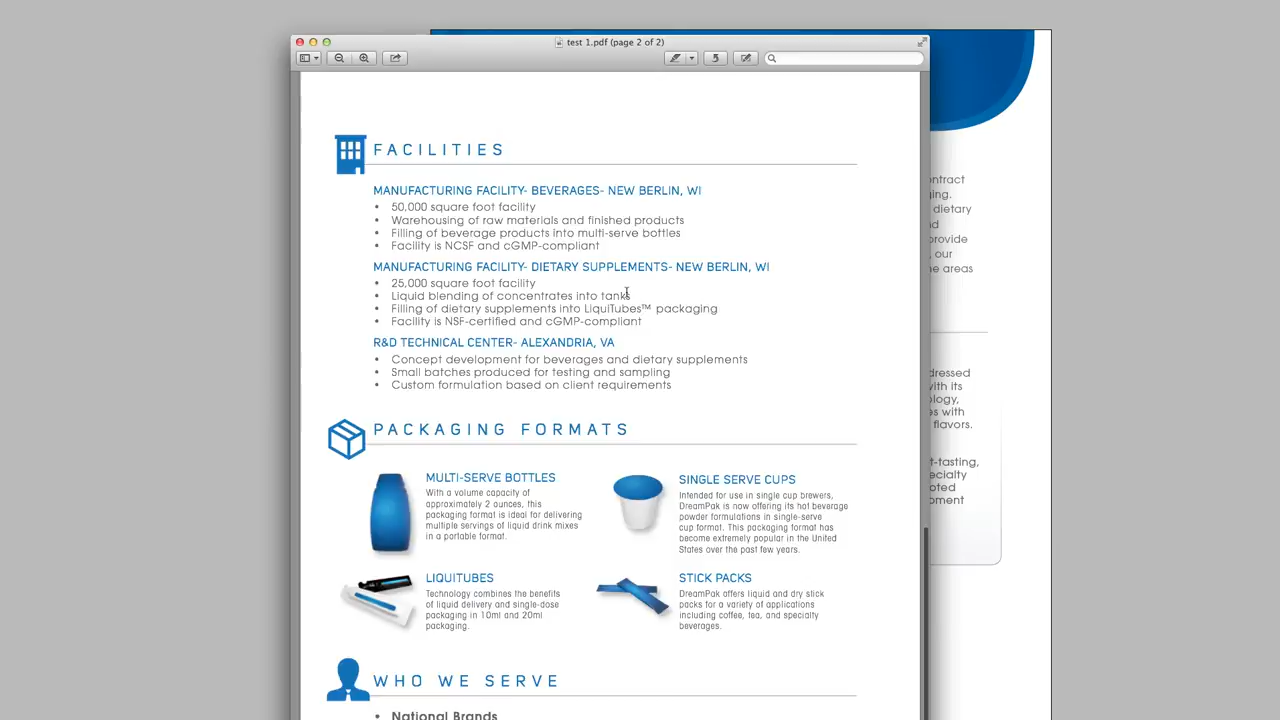 test 1.pdf (page 2 of 2)
FACILITIES
MANUFACTURING FACILITY- BEVERAGES- NEW BERLIN, WI
• 50,000 square foot facility
• Warehousing of raw materials and finished products
• Filling of beverage products into multi-serve bottles
• Facility is NCSF and cGMP-compliant
MANUFACTURING FACILITY- DIETARY SUPPLEMENTS- NEW BERLIN, WI
• 25,000 square foot facility
• Liquid blending of concentrates into tanks
• Filling of dietary supplements into LiquiTubes™ packaging
• Facility is NSF-certified and cGMP-compliant
R&D TECHNICAL CENTER- ALEXANDRIA, VA
• Concept development for beverages and dietary supplements
• Small batches produced for testing and sampling
• Custom formulation based on client requirements
PACKAGING FORMATS
MULTI-SERVE BOTTLES
With a volume capacity of
approximately 2 ounces, this
packaging format is ideal for delivering
multiple servings of liquid drink mixes
in a portable format.
SINGLE SERVE CUPS
Intended for use in single cup brewers,
DreamPak is now offering its hot beverage
powder formulations in single-serve
cup format. This packaging format has
become extremely popular in the United
States over the past few years.
LIQUITUBES
Technology combines the benefits
of liquid delivery and single-dose
packaging in 10ml and 20ml
packaging.
STICK PACKS
DreamPak offers liquid and dry stick
packs for a variety of applications
including coffee, tea, and specialty
beverages.
WHO WE SERVE
• National Brands
ontract
ging.
dietary
nd
provide
, our
ne areas
dressed
with its
ology,
es with
flavors.
t-tasting,
ecialty
oted
opment